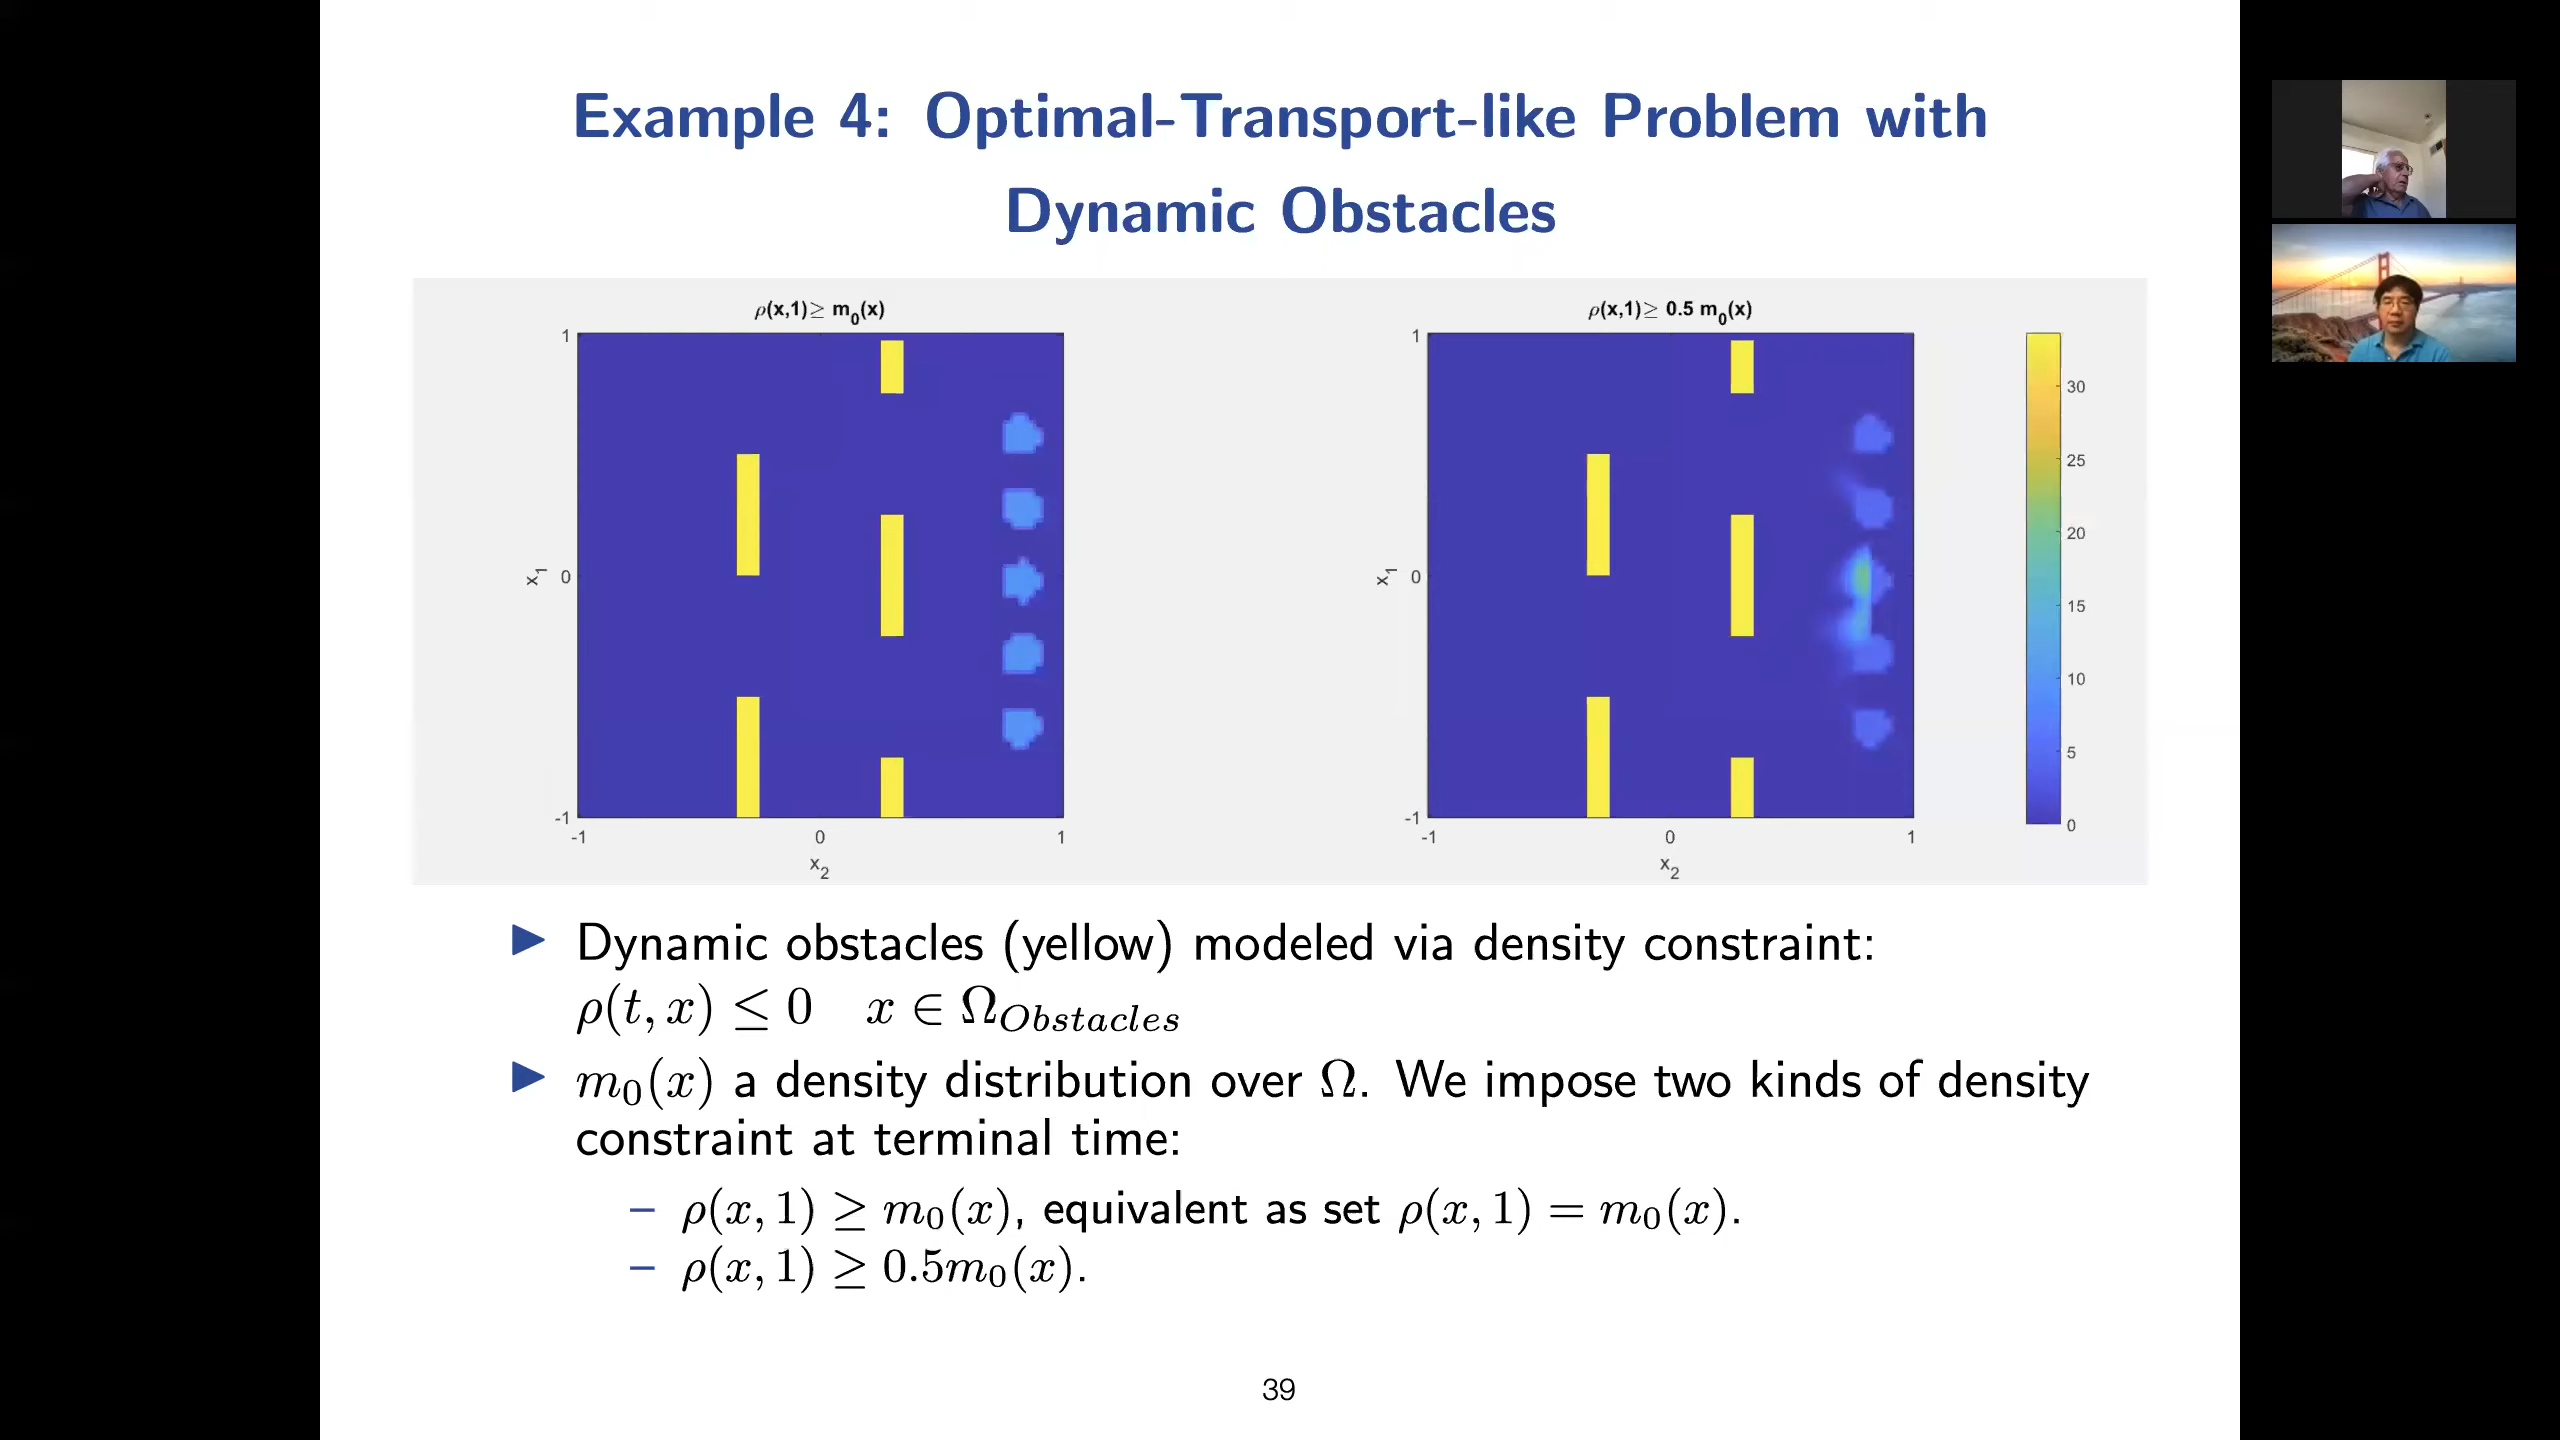 Example 4: Optimal-Transport-like Problem with
Dynamic Obstacles
ρ(x,1)≥ m₀(x)
1
0
-1
x₁
-1
0
1
x₂
ρ(x,1)≥ 0.5 m₀(x)
1
0
-1
x₁
-1
0
1
x₂
30
25
20
15
10
5
0
▶ Dynamic obstacles (yellow) modeled via density constraint:
ρ(t, x) ≤ 0 x ∈ Ω_Obstacles
▶ m₀(x) a density distribution over Ω. We impose two kinds of density
constraint at terminal time:
– ρ(x, 1) ≥ m₀(x), equivalent as set ρ(x, 1) = m₀(x).
– ρ(x, 1) ≥ 0.5m₀(x).
39